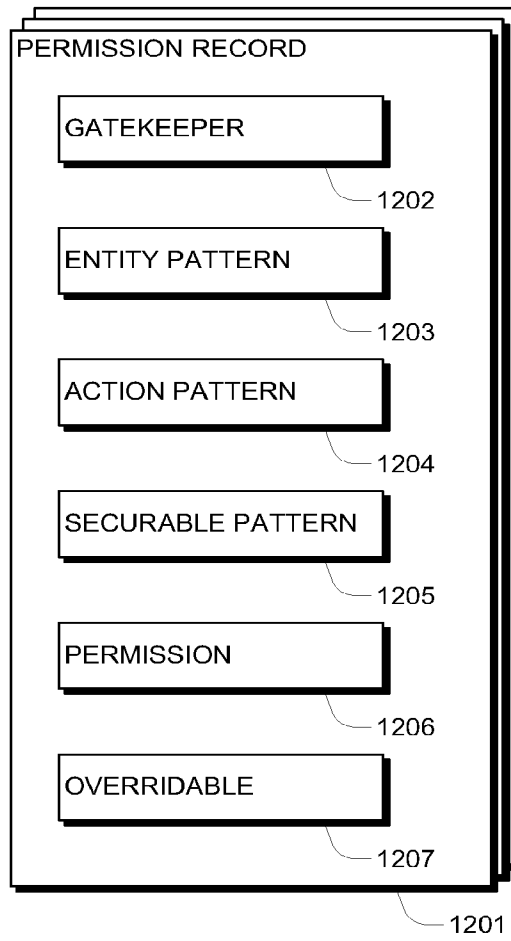 PERMISSION RECORD
GATEKEEPER
1202
ENTITY PATTERN
1203
ACTION PATTERN
1204
SECURABLE PATTERN
1205
PERMISSION
1206
OVERRIDABLE
1207
1201